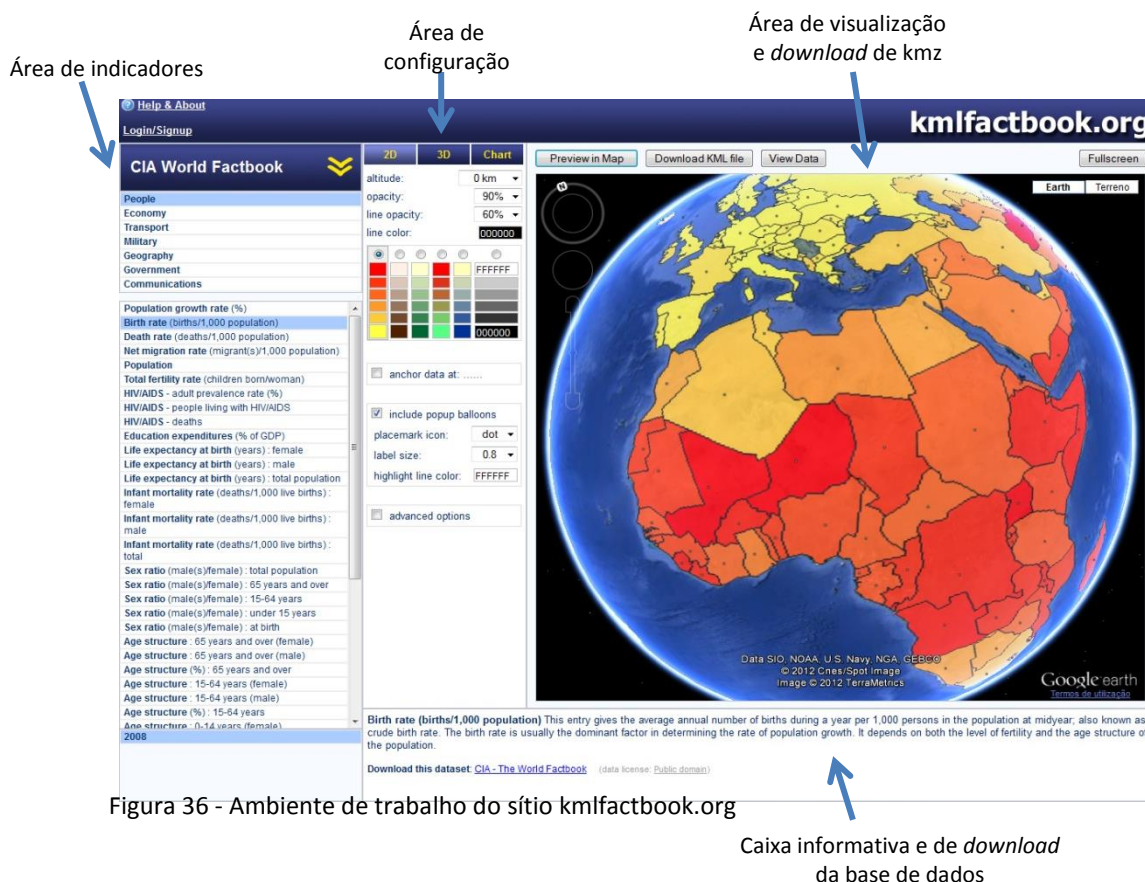 Área de visualização
e download de kmz
Área de
configuração
Área de indicadores
Help & About
Login/Signup
kmlfactbook.org
CIA World Factbook
People
Economy
Transport
Military
Geography
Government
Communications
Population growth rate (%)
Birth rate (births/1,000 population)
Death rate (deaths/1,000 population)
Net migration rate (migrant(s)/1,000 population)
Population
Total fertility rate (children born/woman)
HIV/AIDS - adult prevalence rate (%)
HIV/AIDS - people living with HIV/AIDS
HIV/AIDS - deaths
Education expenditures (% of GDP)
Life expectancy at birth (years) : female
Life expectancy at birth (years) : male
Life expectancy at birth (years) : total population
Infant mortality rate (deaths/1,000 live births) :
female
Infant mortality rate (deaths/1,000 live births) :
male
Infant mortality rate (deaths/1,000 live births) :
total
Sex ratio (male(s)/female) : total population
Sex ratio (male(s)/female) : 65 years and over
Sex ratio (male(s)/female) : 15-64 years
Sex ratio (male(s)/female) : under 15 years
Sex ratio (male(s)/female) : at birth
Age structure : 65 years and over (female)
Age structure : 65 years and over (male)
Age structure (%) : 65 years and over
Age structure : 15-64 years (female)
Age structure : 15-64 years (male)
Age structure (%) : 15-64 years
Age structure : 0-14 years (female)
2008
2D 3D Chart
altitude: 0 km
opacity: 90%
line opacity: 60%
line color: 000000
FFFFFF
000000
anchor data at: ......
include popup balloons
placemark icon: dot
label size: 0.8
highlight line color: FFFFFF
advanced options
Preview in Map Download KML file View Data Fullscreen
N
Earth Terreno
Data SIO, NOAA, U.S. Navy, NGA, GEBCO
© 2012 Cnes/Spot Image
Image © 2012 TerraMetrics
Google earth
Termos de utilização
Birth rate (births/1,000 population) This entry gives the average annual number of births during a year per 1,000 persons in the population at midyear; also known as
crude birth rate. The birth rate is usually the dominant factor in determining the rate of population growth. It depends on both the level of fertility and the age structure of
the population.
Download this dataset: CIA - The World Factbook (data license: Public domain)
Figura 36 - Ambiente de trabalho do sítio kmlfactbook.org
Caixa informativa e de download
da base de dados